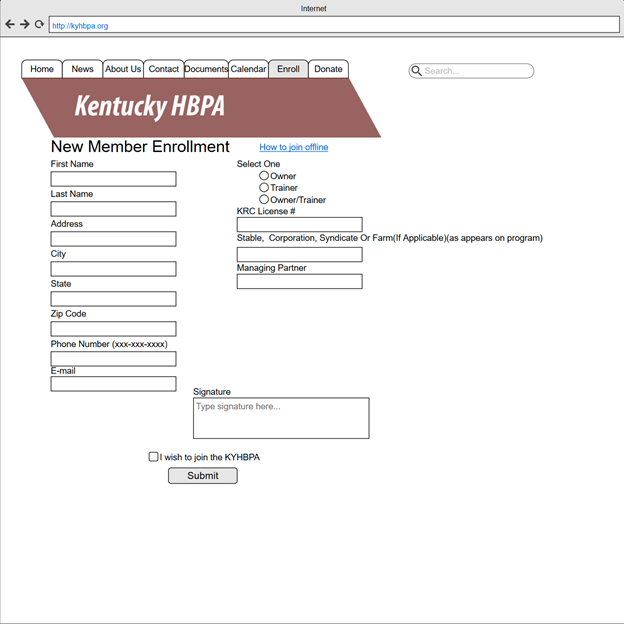 Internet
http://kyhbpa.org
Home News About Us Contact Documents Calendar Enroll Donate
Search...
Kentucky HBPA
New Member Enrollment
How to join offline
First Name
Last Name
Address
City
State
Zip Code
Phone Number (xxx-xxx-xxxx)
E-mail
Select One
Owner
Trainer
Owner/Trainer
KRC License #
Stable, Corporation, Syndicate Or Farm(If Applicable)(as appears on program)
Managing Partner
Signature
Type signature here...
I wish to join the KYHBPA
Submit